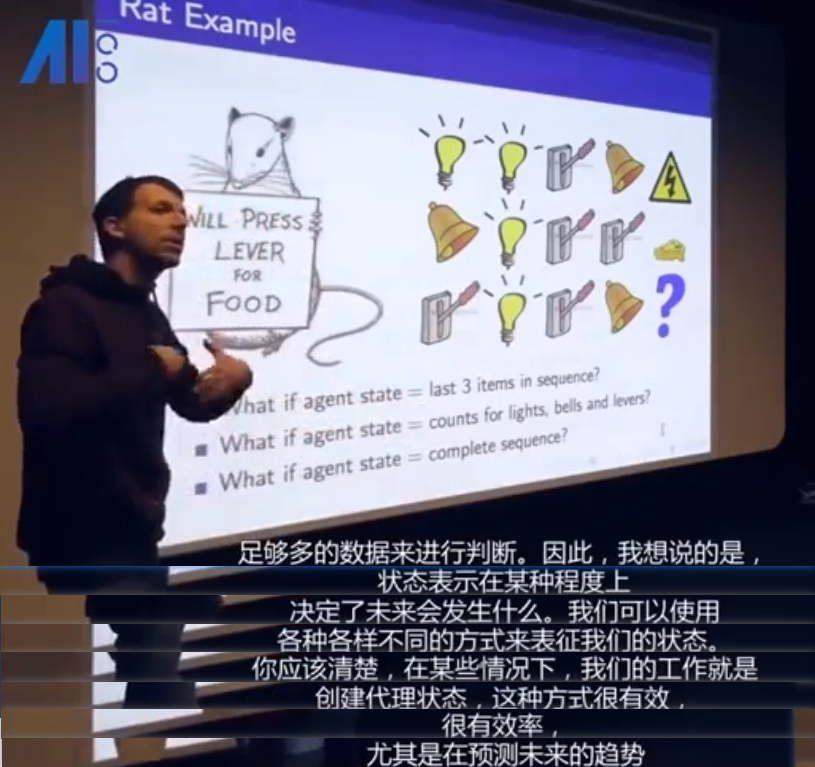 Rat Example
AI
WILL PRESS
LEVER
FOR
FOOD
?
What if agent state = last 3 items in sequence?
What if agent state = counts for lights, bells and levers?
What if agent state = complete sequence?
足够多的数据来进行判断。因此，我想说的是，
状态表示在某种程度上
决定了未来会发生什么。我们可以使用
各种各样不同的方式来表征我们的状态。
你应该清楚，在某些情况下，我们的工作就是
创建代理状态，这种方式很有效，
很有效率，
尤其是在预测未来的趋势